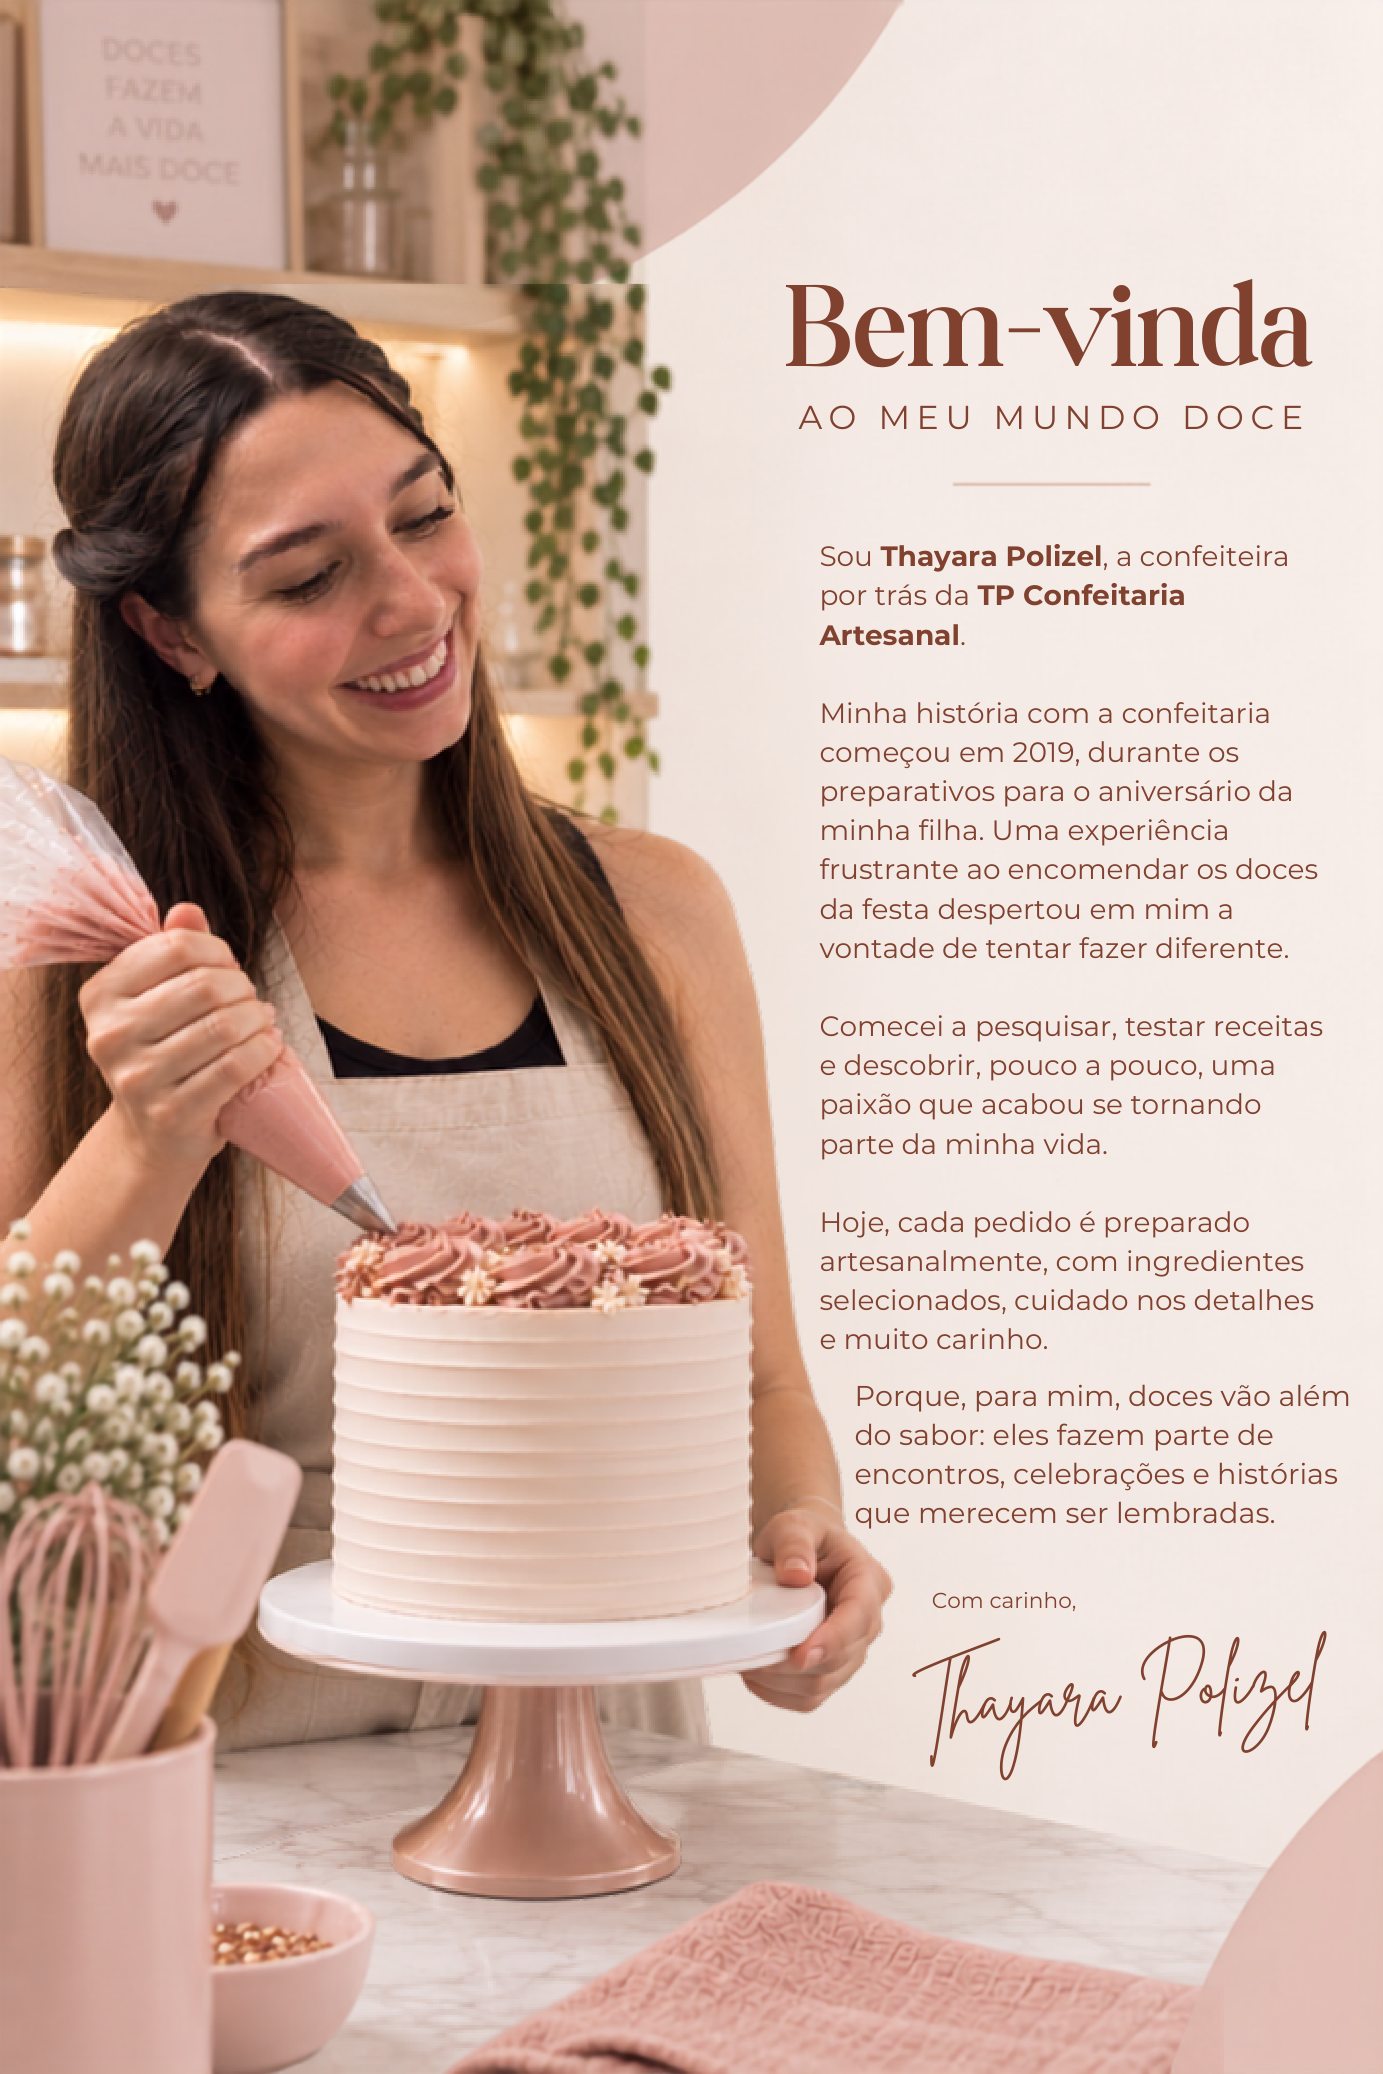 DOCES
FAZEM
A VIDA
MAIS DOCE
Bem-vinda
AO MEU MUNDO DOCE
Sou Thayara Polizel, a confeiteira
por trás da TP Confeitaria
Artesanal.
Minha história com a confeitaria
começou em 2019, durante os
preparativos para o aniversário da
minha filha. Uma experiência
frustrante ao encomendar os doces
da festa despertou em mim a
vontade de tentar fazer diferente.
Comecei a pesquisar, testar receitas
e descobrir, pouco a pouco, uma
paixão que acabou se tornando
parte da minha vida.
Hoje, cada pedido é preparado
artesanalmente, com ingredientes
selecionados, cuidado nos detalhes
e muito carinho.
Porque, para mim, doces vão além
do sabor: eles fazem parte de
encontros, celebrações e histórias
que merecem ser lembradas.
Com carinho,
Thayara Polizel